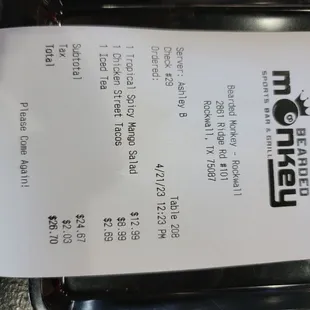 BEARDED
monkey
SPORTS BAR & GRILL
Bearded Monkey - Rockwall
2861 Ridge Rd #101
Rockwall, TX 75087
Server: Ashley B
Table 208
Check #29
Ordered: 4/21/23 12:23 PM
1 Tropical Spicy Mango Salad $12.99
1 Chicken Street Tacos $8.99
1 Iced Tea $2.69
Subtotal $24.67
Tax $2.03
Total $26.70
Please Come Again!